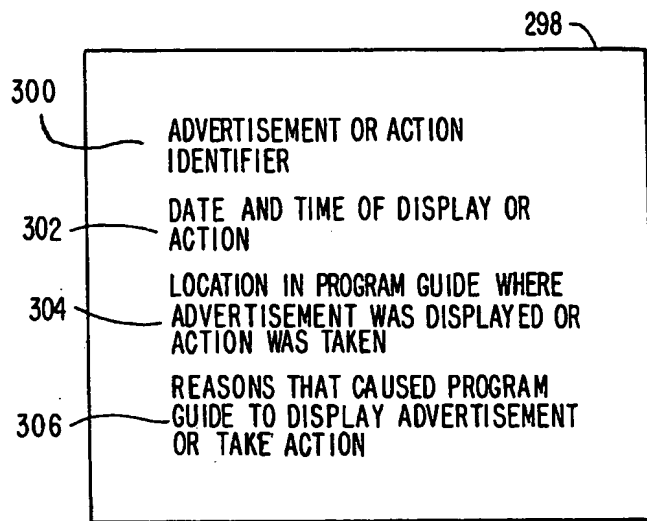 298
300
ADVERTISEMENT OR ACTION
IDENTIFIER
302
DATE AND TIME OF DISPLAY OR
ACTION
304
LOCATION IN PROGRAM GUIDE WHERE
ADVERTISEMENT WAS DISPLAYED OR
ACTION WAS TAKEN
306
REASONS THAT CAUSED PROGRAM
GUIDE TO DISPLAY ADVERTISEMENT
OR TAKE ACTION